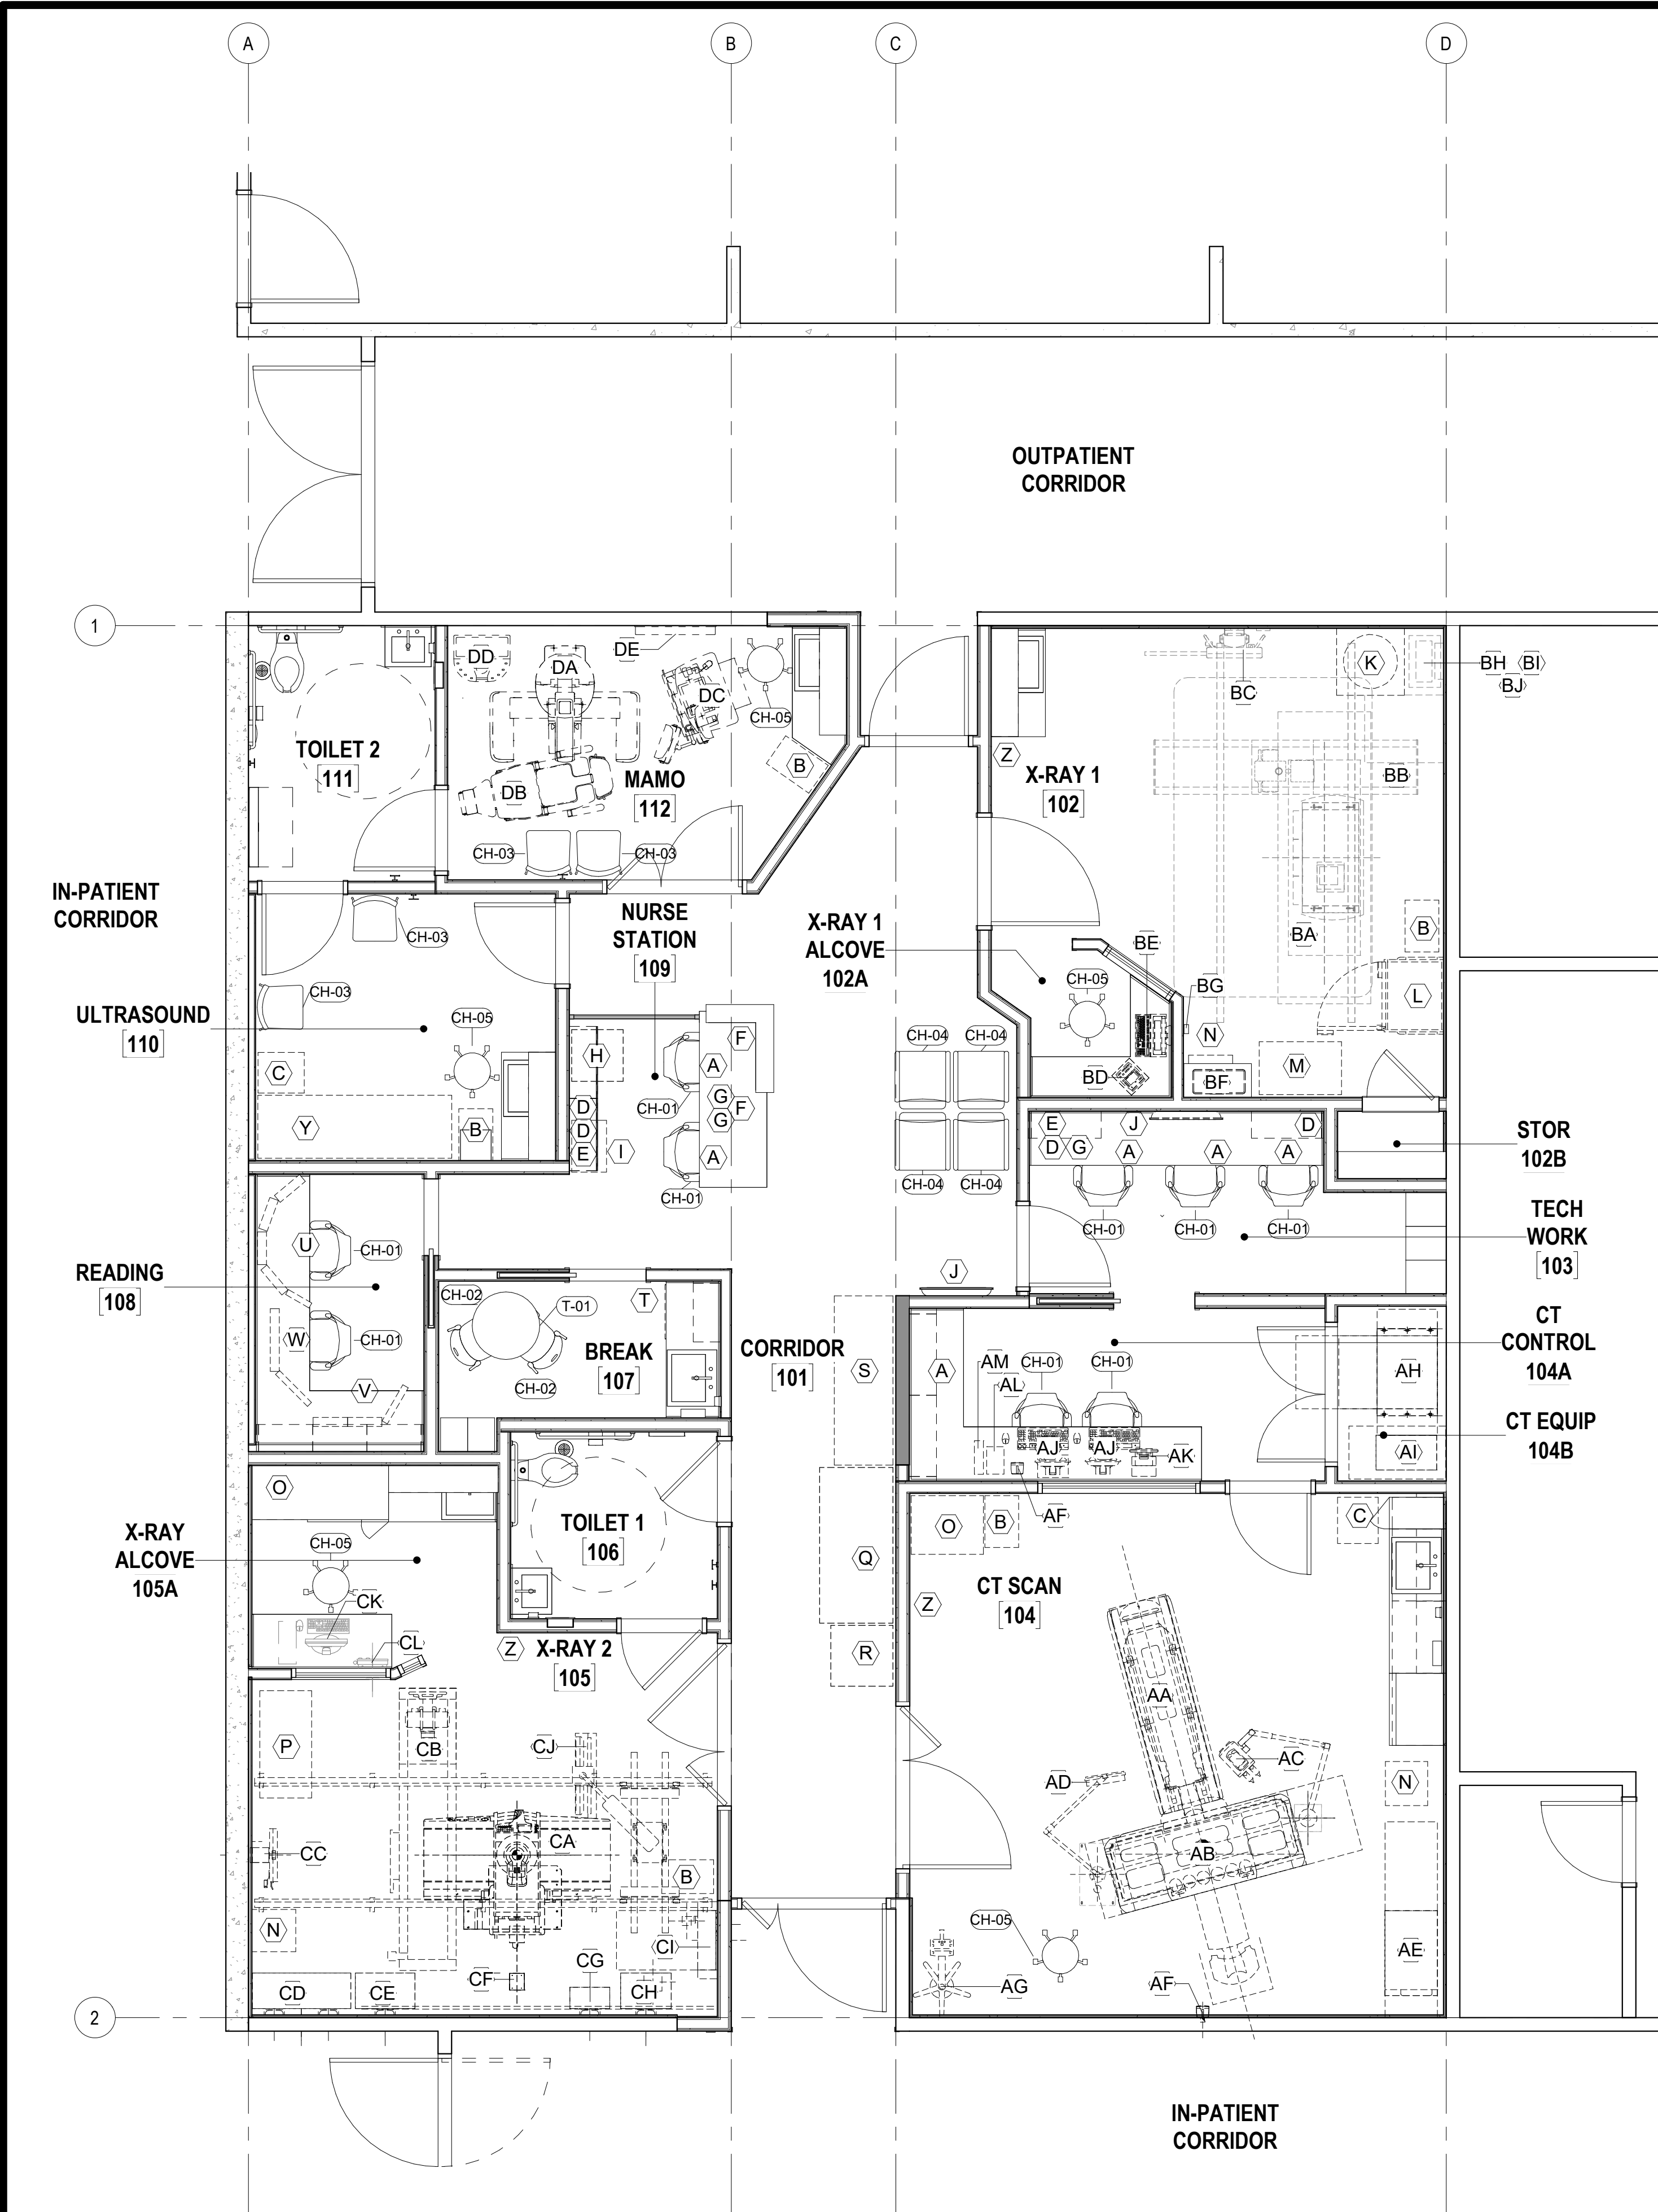 A
B
C
D
OUTPATIENT
CORRIDOR
1
DD
DA
DE
DC
CH-05
K
BH
BI
BJ
BC
TOILET 2
111
MAMO
112
DB
B
Z
X-RAY 1
102
BB
CH-03
CH-03
IN-PATIENT
CORRIDOR
CH-03
NURSE
STATION
109
X-RAY 1
ALCOVE
102A
BE
BA
B
CH-03
CH-05
BG
L
ULTRASOUND
110
CH-05
C
H
F
A
CH-01
G
F
G
D
D
E
I
A
CH-01
Y
B
CH-04
CH-04
CH-04
CH-04
BD
N
BF
M
E
J
D
D
G
A
A
A
STOR
102B
CH-01
CH-01
CH-01
TECH
WORK
103
U
CH-01
READING
108
W
CH-01
V
CH-02
T-01
T
BREAK
107
CH-02
CORRIDOR
101
J
S
A
AM
AL
CH-01
CH-01
AJ
AJ
AK
AH
CT
CONTROL
104A
CT EQUIP
104B
AI
O
X-RAY
ALCOVE
105A
CH-05
CK
CL
TOILET 1
106
Q
R
O
B
AF
C
CT SCAN
104
Z
Z
X-RAY 2
105
AA
P
CB
CJ
AD
AC
N
CC
CA
AB
B
N
CI
CG
CF
CD
CE
CH
CH-05
AG
AF
AE
2
IN-PATIENT
CORRIDOR